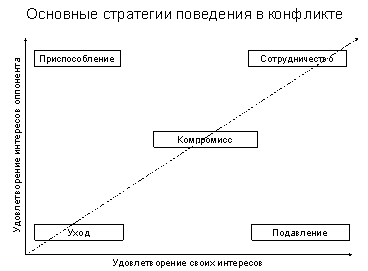 Основные стратегии поведения в конфликте
Удовлетворение интересов оппонента
Приспособление
Сотрудничество
Компромисс
Уход
Подавление
Удовлетворение своих интересов